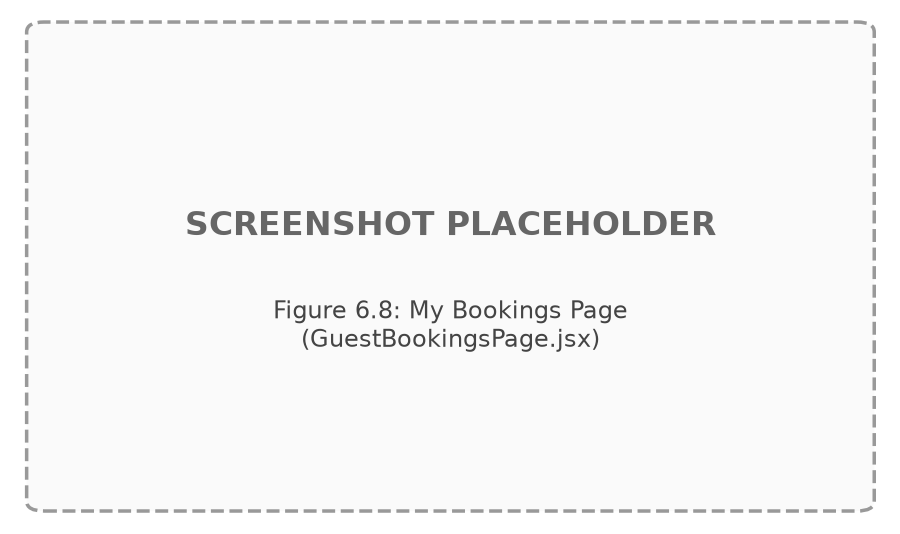 SCREENSHOT PLACEHOLDER
Figure 6.8: My Bookings Page
(GuestBookingsPage.jsx)